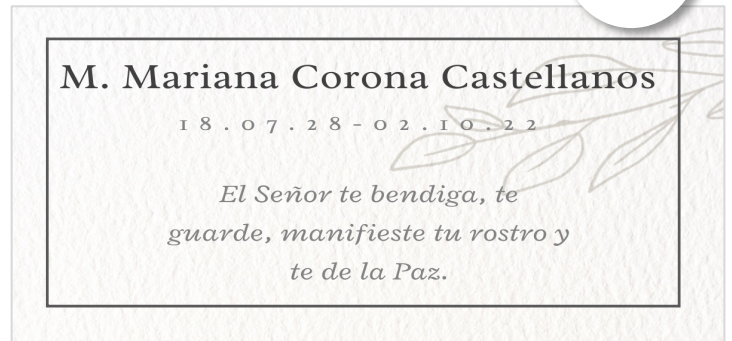 M. Mariana Corona Castellanos
18.07.28-02.10.22
El Señor te bendiga, te
guarde, manifieste tu rostro y
te de la Paz.